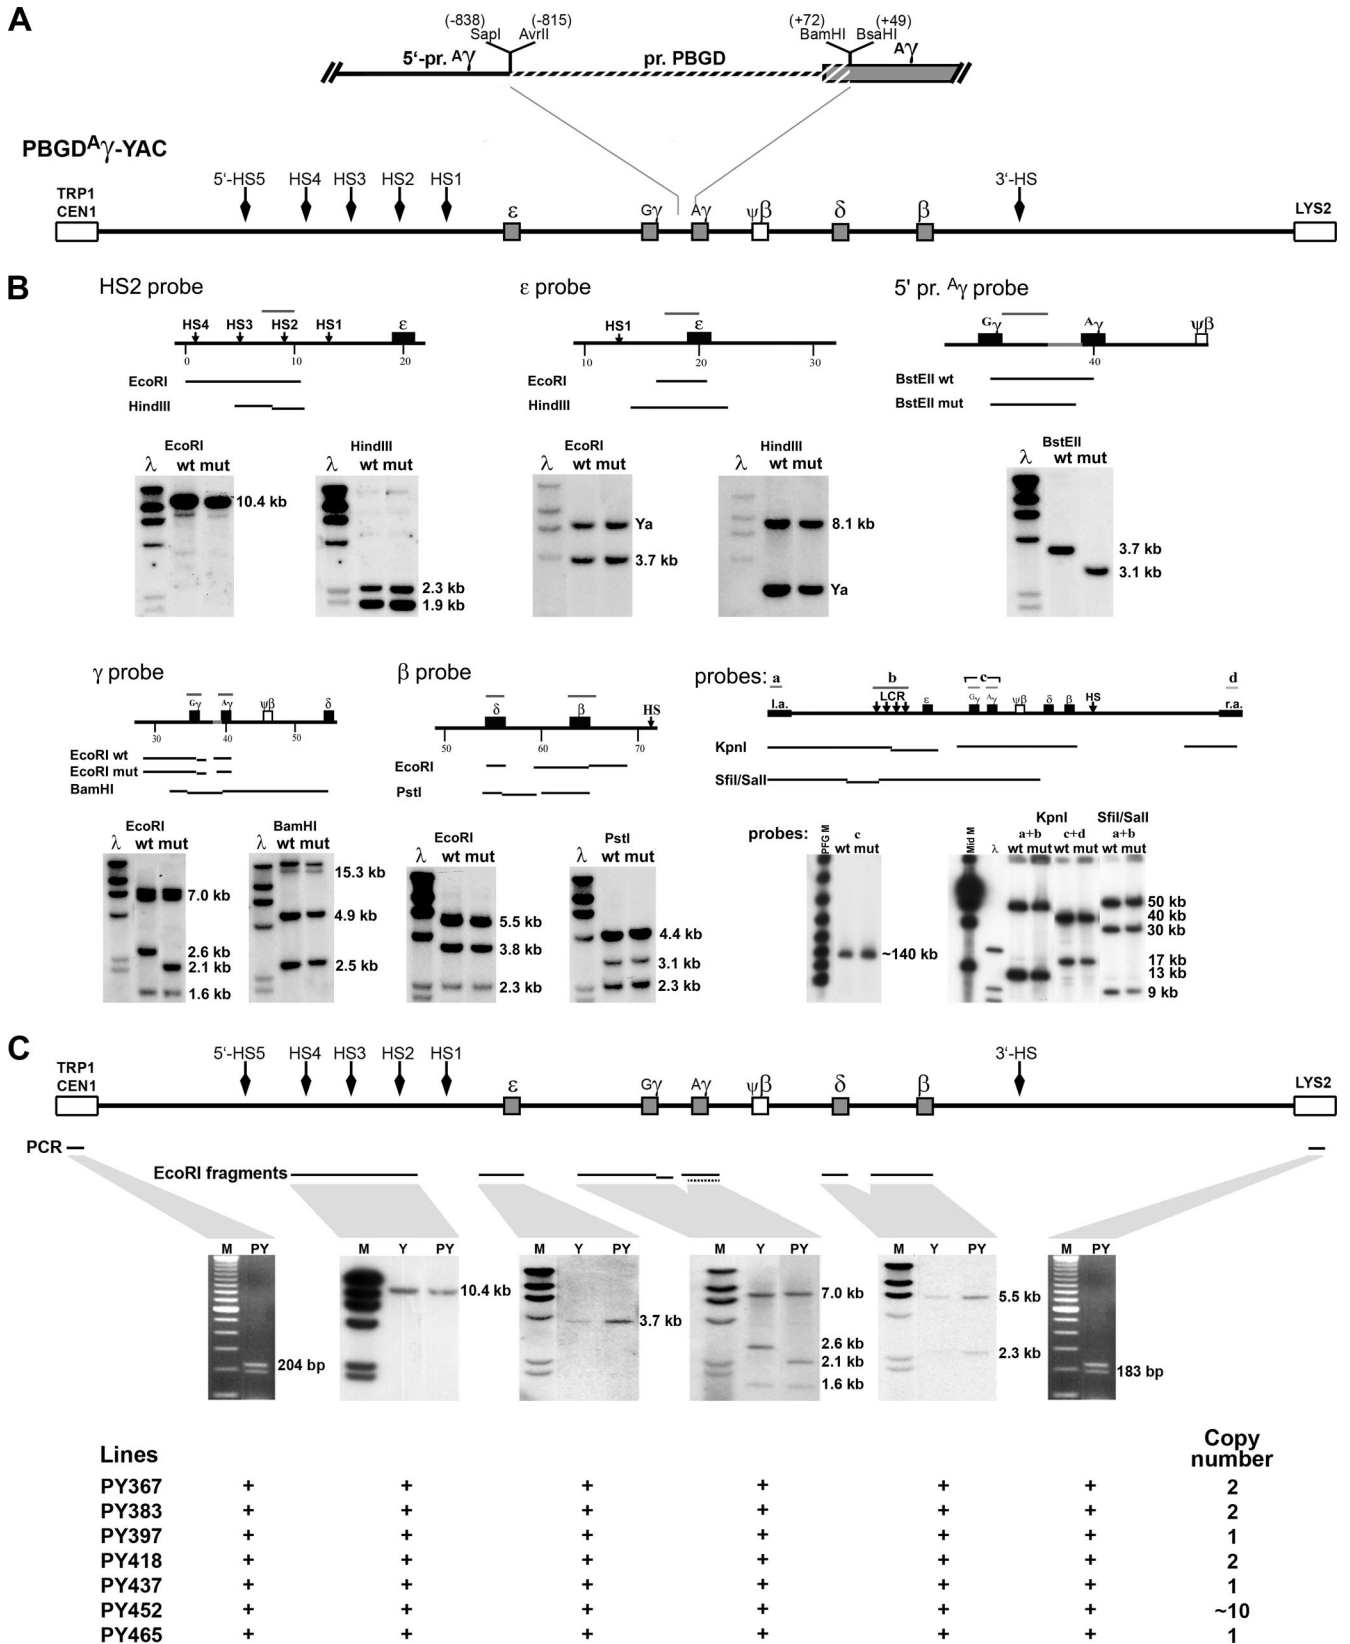 A
(-838) (-815) (+72) (+49)
SapI AvrII BamHI BsaHI
5'-pr. Aγ pr. PBGD Aγ
PBGDAγ-YAC
5'-HS5 HS4 HS3 HS2 HS1 3'-HS
TRP1
CEN1 ε Gγ Aγ ψβ δ β LYS2
B
HS2 probe
HS4 HS3 HS2 HS1 ε
0 10 20
EcoRI
HindIII
EcoRI
λ wt mut
10.4 kb
HindIII
λ wt mut
2.3 kb
1.9 kb
ε probe
HS1 ε
10 20 30
EcoRI
HindIII
EcoRI
λ wt mut
Ya
3.7 kb
HindIII
λ wt mut
8.1 kb
Ya
5' pr. Aγ probe
Gγ Aγ ψβ
40
BstEII wt
BstEII mut
BstEII
λ wt mut
3.7 kb
3.1 kb
γ probe
Gγ Aγ ψβ δ
30 40 50
EcoRI wt
EcoRI mut
BamHI
EcoRI
λ wt mut
7.0 kb
2.6 kb
2.1 kb
1.6 kb
BamHI
λ wt mut
15.3 kb
4.9 kb
2.5 kb
β probe
δ β HS
50 60 70
EcoRI
PstI
EcoRI
λ wt mut
5.5 kb
3.8 kb
2.3 kb
PstI
λ wt mut
4.4 kb
3.1 kb
2.3 kb
probes: a b c d
l.a. LCR ε Gγ Aγ ψβ δ β HS r.a.
KpnI
SfiI/SalI
probes: c
PFG M wt mut
~140 kb
KpnI SfiI/SalI
a+b c+d a+b
Mid M λ wt mut wt mut wt mut
50 kb
40 kb
30 kb
17 kb
13 kb
9 kb
C
5'-HS5 HS4 HS3 HS2 HS1 3'-HS
TRP1
CEN1 ε Gγ Aγ ψβ δ β LYS2
PCR
EcoRI fragments
M PY
204 bp
M Y PY
10.4 kb
M Y PY
3.7 kb
M Y PY
7.0 kb
2.6 kb
2.1 kb
1.6 kb
M Y PY
5.5 kb
2.3 kb
M PY
183 bp
Lines Copy number
PY367 + + + + + + 2
PY383 + + + + + + 2
PY397 + + + + + + 1
PY418 + + + + + + 2
PY437 + + + + + + 1
PY452 + + + + + + ~10
PY465 + + + + + + 1